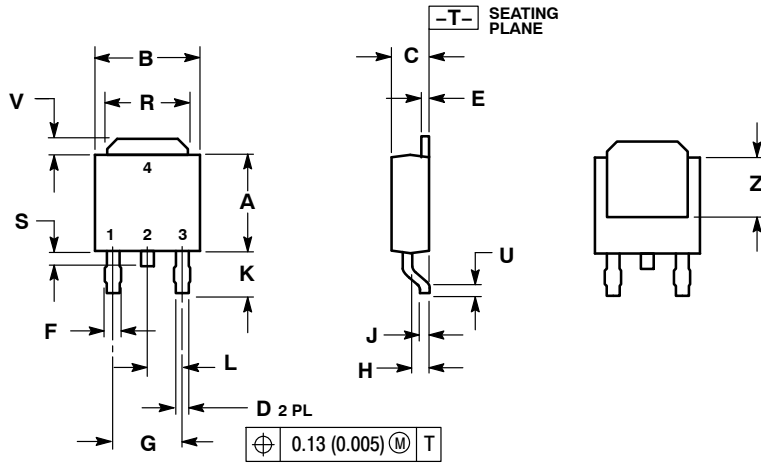 –T– SEATING
PLANE
B
C
V
R
E
4
Z
A
S
1 2 3
U
K
F
J
L
H
D 2 PL
G
⌖ 0.13 (0.005) Ⓜ T